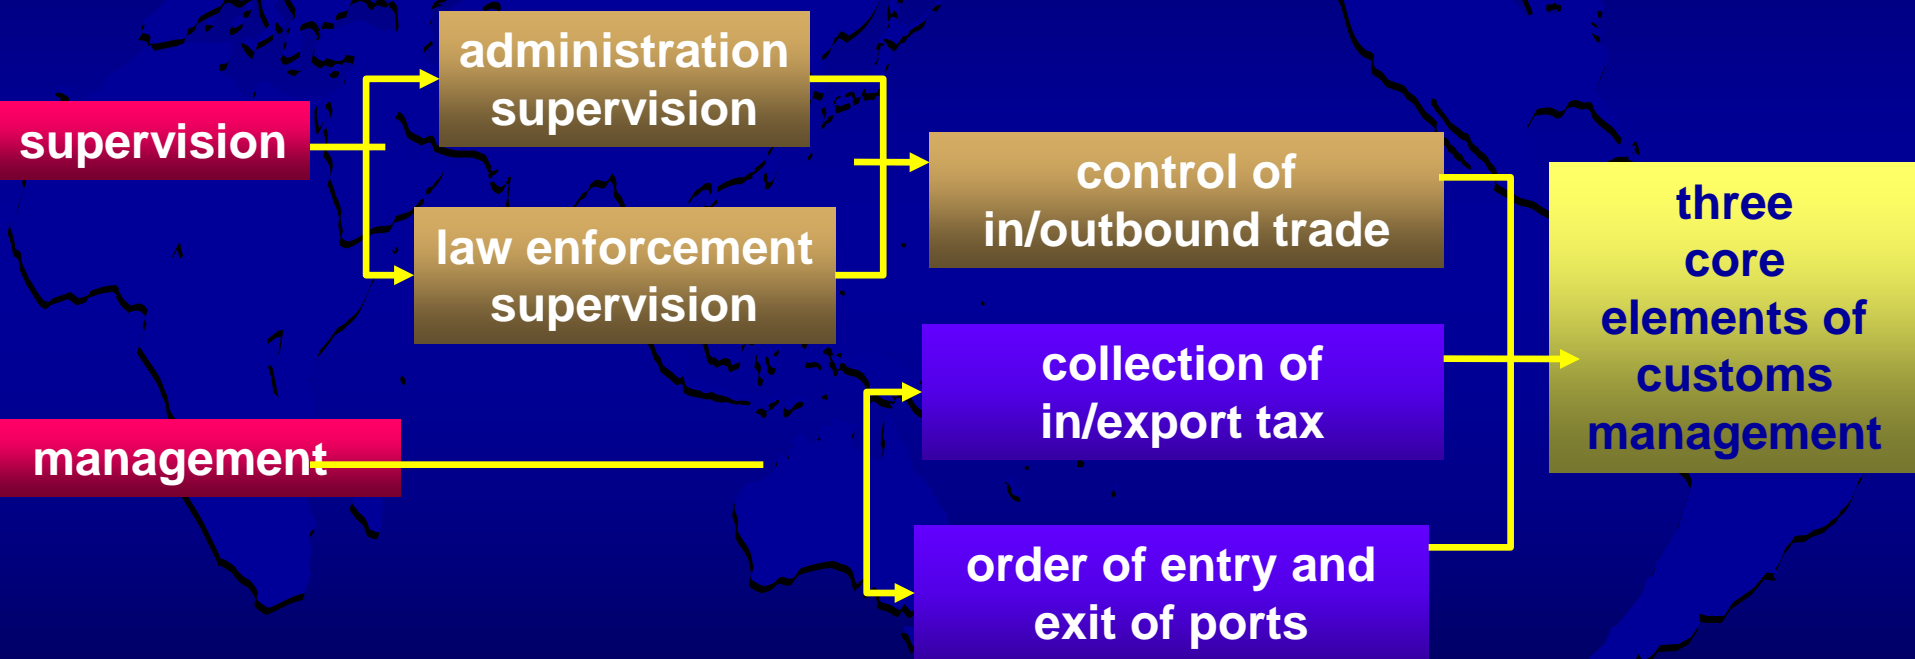 supervision
administration
supervision
law enforcement
supervision
control of
in/outbound trade
management
collection of
in/export tax
order of entry and
exit of ports
three
core
elements of
customs
management